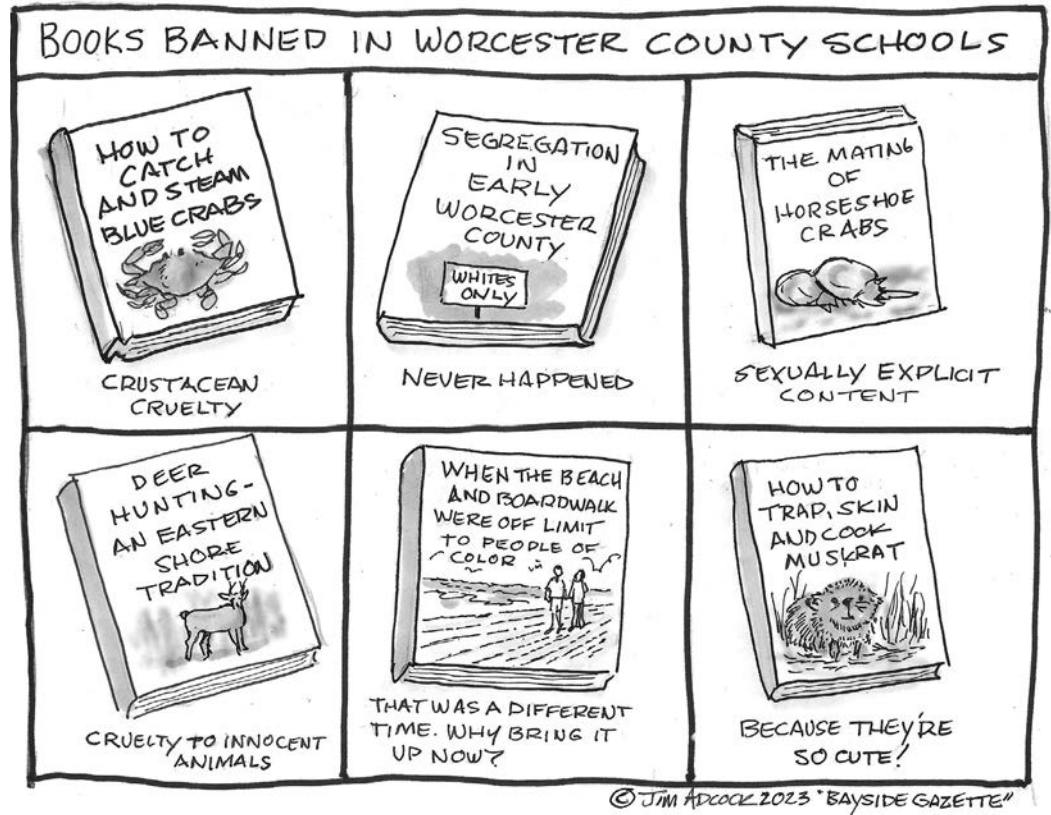 BOOKS BANNED IN WORCESTER COUNTY SCHOOLS
HOW TO
CATCH
AND STEAM
BLUE CRABS
CRUSTACEAN
CRUELTY
SEGREGATION
IN
EARLY
WORCESTER
COUNTY
WHITES
ONLY
NEVER HAPPENED
THE MATING
OF
HORSESHOE
CRABS
SEXUALLY EXPLICIT
CONTENT
DEER
HUNTING-
AN EASTERN
SHORE
TRADITION
CRUELTY TO INNOCENT
ANIMALS
WHEN THE BEACH
AND BOARDWALK
WERE OFF LIMIT
TO PEOPLE OF
COLOR
THAT WAS A DIFFERENT
TIME. WHY BRING IT
UP NOW?
HOW TO
TRAP, SKIN
AND COOK
MUSKRAT
BECAUSE THEY'RE
SO CUTE!
© JIM ADCOCK 2023 "BAYSIDE GAZETTE"